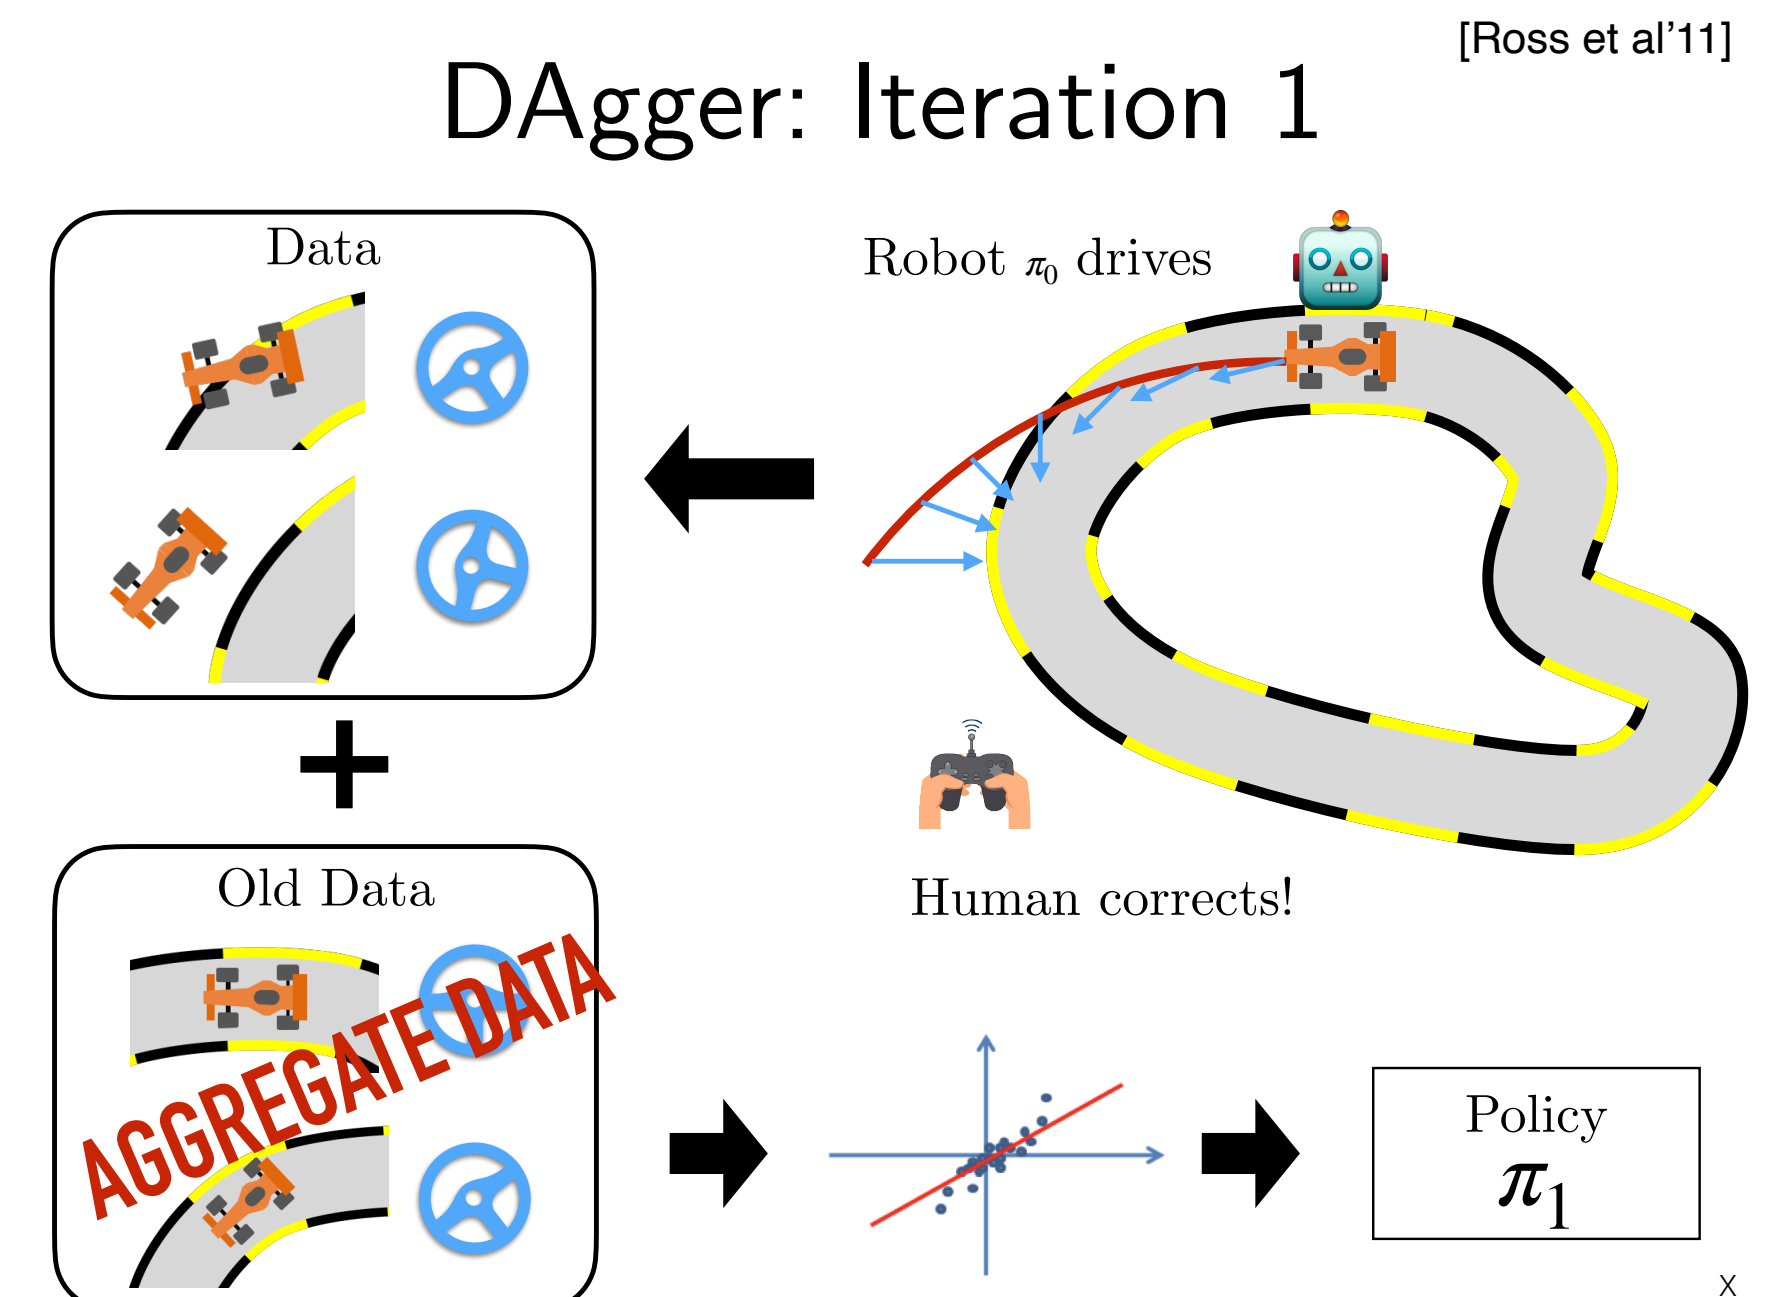 [Ross et al’11]
DAgger: Iteration 1
Data
Robot π₀ drives
Old Data
AGGREGATE DATA
Human corrects!
Policy
π₁
X